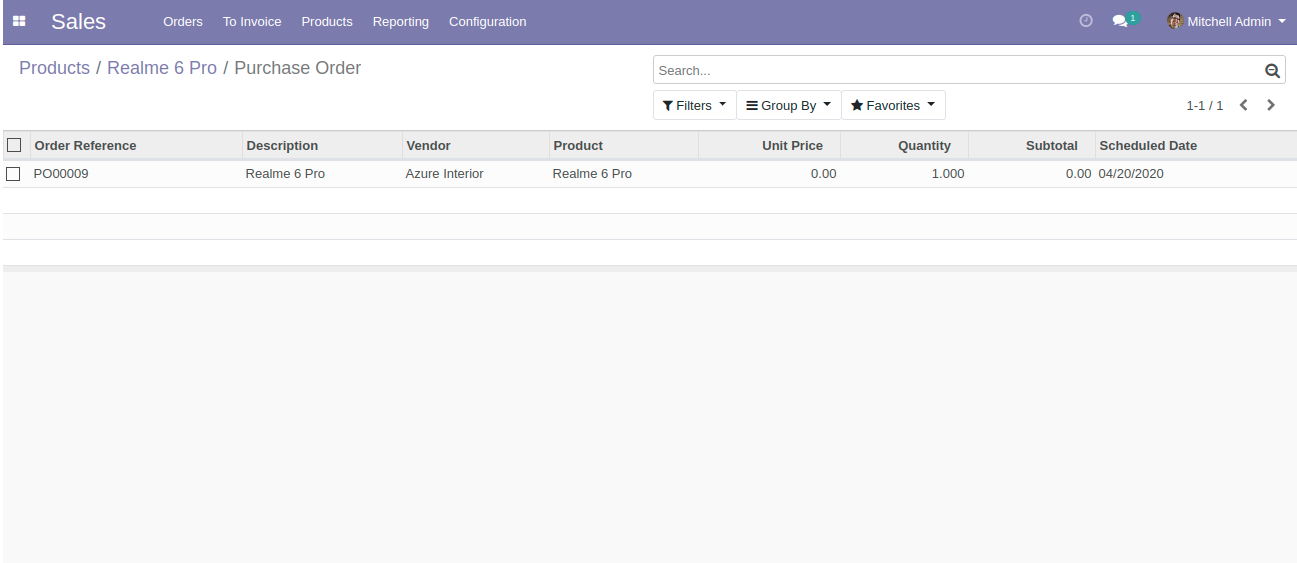 Sales Orders To Invoice Products Reporting Configuration 1 Mitchell Admin
Products / Realme 6 Pro / Purchase Order
Search...
Filters Group By Favorites 1-1 / 1
Order Reference Description Vendor Product Unit Price Quantity Subtotal Scheduled Date
PO00009 Realme 6 Pro Azure Interior Realme 6 Pro 0.00 1.000 0.00 04/20/2020